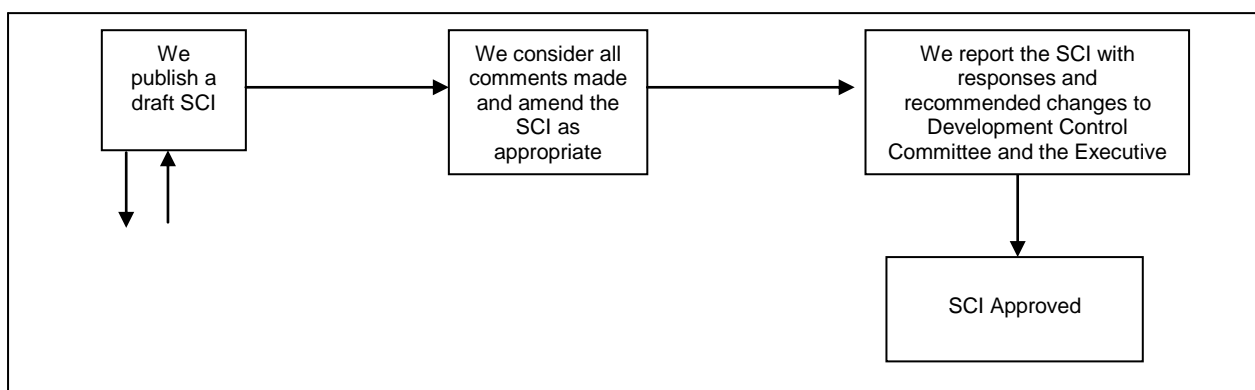 We
publish a
draft SCI
We consider all
comments made
and amend the
SCI as
appropriate
We report the SCI with
responses and
recommended changes to
Development Control
Committee and the Executive
SCI Approved